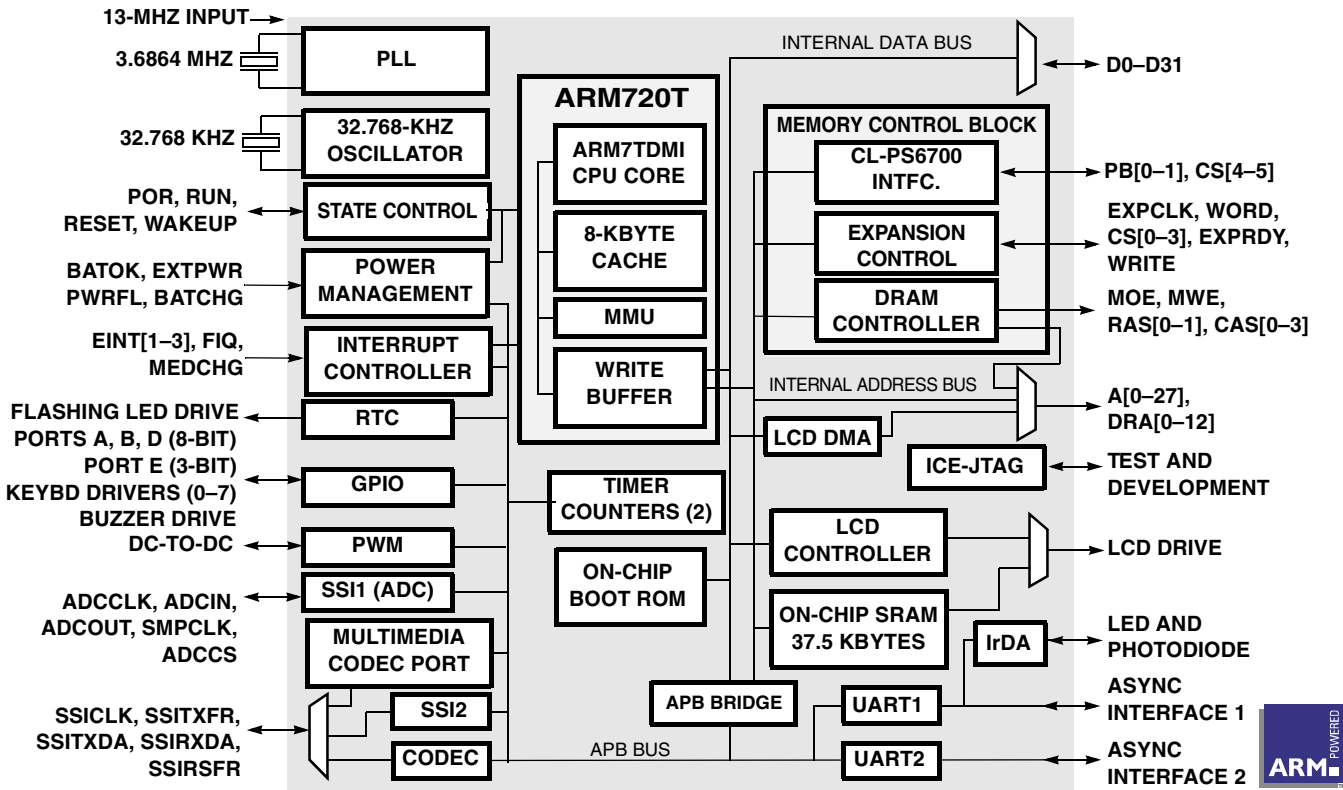 13-MHZ INPUT
3.6864 MHZ
PLL
32.768 KHZ
32.768-KHZ
OSCILLATOR
POR, RUN,
RESET, WAKEUP
STATE CONTROL
BATOK, EXTPWR
PWRFL, BATCHG
POWER
MANAGEMENT
EINT[1–3], FIQ,
MEDCHG
INTERRUPT
CONTROLLER
FLASHING LED DRIVE
RTC
PORTS A, B, D (8-BIT)
PORT E (3-BIT)
KEYBD DRIVERS (0–7)
GPIO
BUZZER DRIVE
DC-TO-DC
PWM
ADCCLK, ADCIN,
ADCOUT, SMPCLK,
ADCCS
SSI1 (ADC)
MULTIMEDIA
CODEC PORT
SSICLK, SSITXFR,
SSITXDA, SSIRXDA,
SSIRSFR
SSI2
CODEC
ARM720T
ARM7TDMI
CPU CORE
8-KBYTE
CACHE
MMU
WRITE
BUFFER
TIMER
COUNTERS (2)
ON-CHIP
BOOT ROM
APB BUS
APB BRIDGE
INTERNAL DATA BUS
D0–D31
MEMORY CONTROL BLOCK
CL-PS6700
INTFC.
PB[0–1], CS[4–5]
EXPANSION
CONTROL
EXPCLK, WORD,
CS[0–3], EXPRDY,
WRITE
DRAM
CONTROLLER
MOE, MWE,
RAS[0–1], CAS[0–3]
INTERNAL ADDRESS BUS
A[0–27],
DRA[0–12]
LCD DMA
ICE-JTAG
TEST AND
DEVELOPMENT
LCD
CONTROLLER
LCD DRIVE
ON-CHIP SRAM
37.5 KBYTES
IrDA
LED AND
PHOTODIODE
UART1
ASYNC
INTERFACE 1
UART2
ASYNC
INTERFACE 2
ARM
POWERED